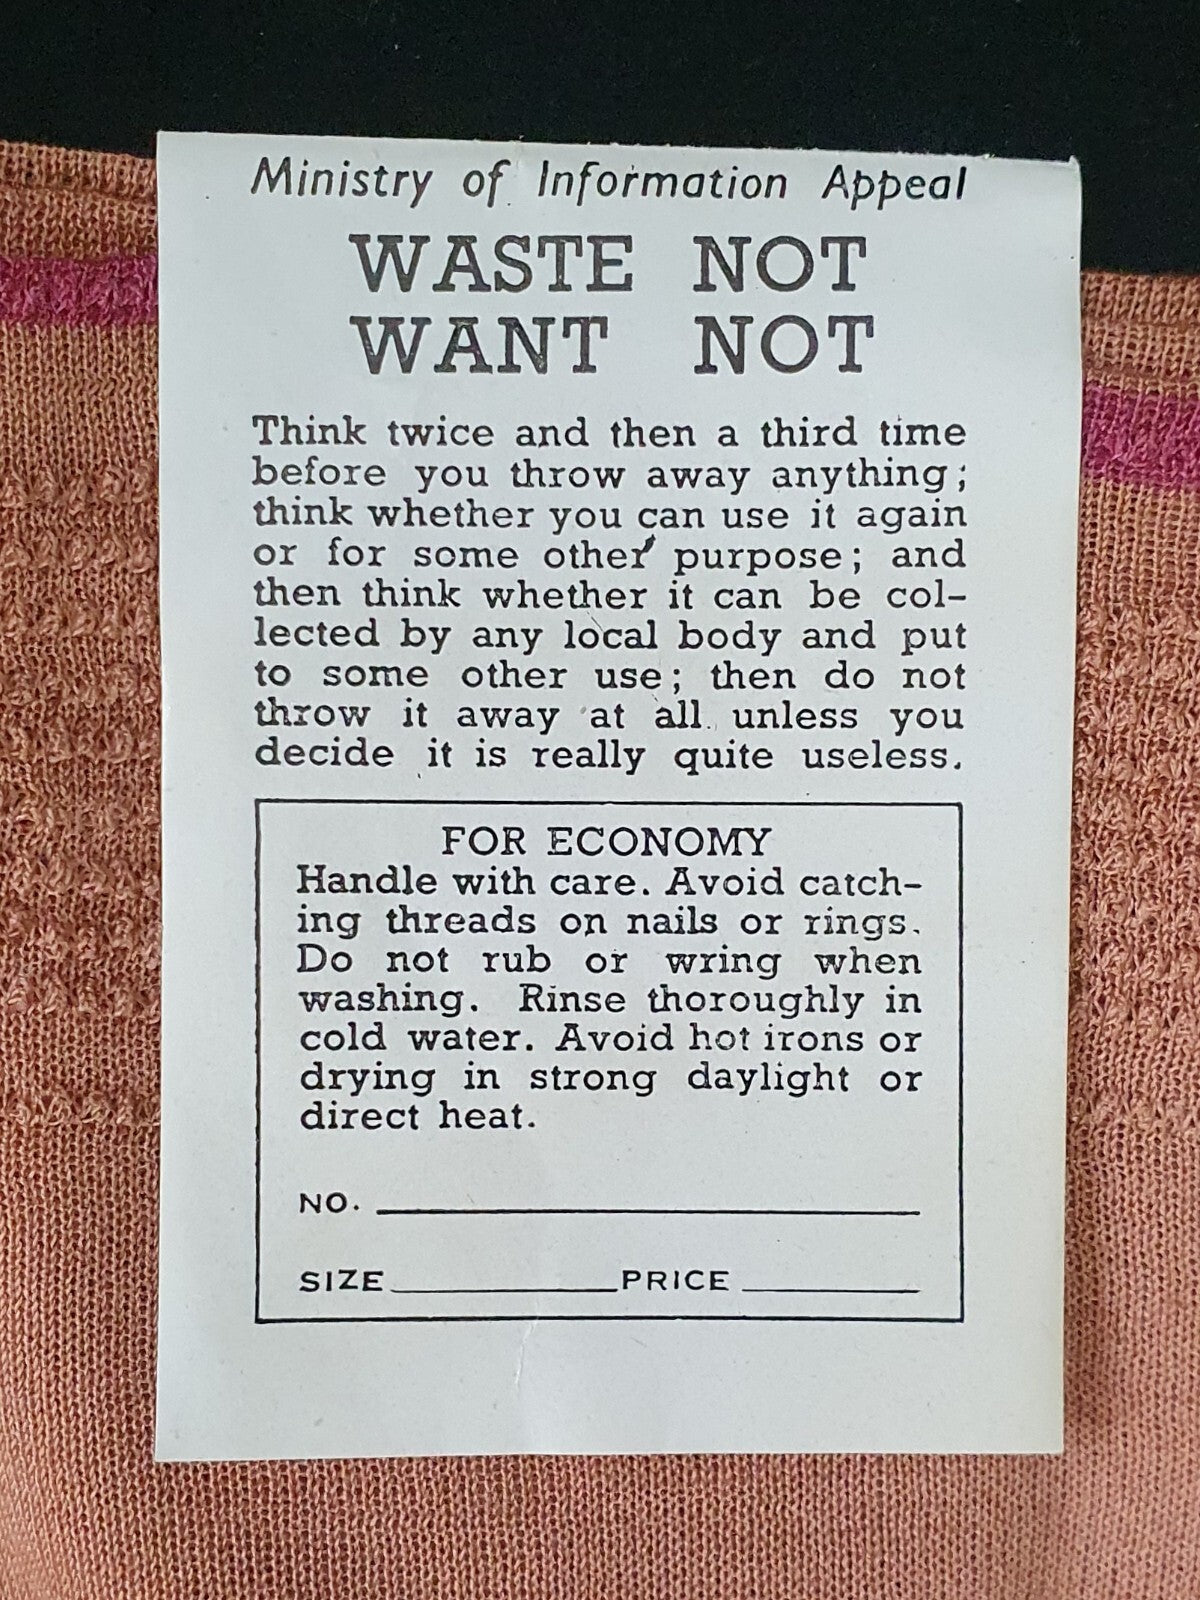 Ministry of Information Appeal
WASTE NOT
WANT NOT
Think twice and then a third time
before you throw away anything;
think whether you can use it again
or for some other purpose; and
then think whether it can be col-
lected by any local body and put
to some other use; then do not
throw it away at all unless you
decide it is really quite useless.
FOR ECONOMY
Handle with care. Avoid catch-
ing threads on nails or rings.
Do not rub or wring when
washing. Rinse thoroughly in
cold water. Avoid hot irons or
drying in strong daylight or
direct heat.
NO.
SIZE PRICE